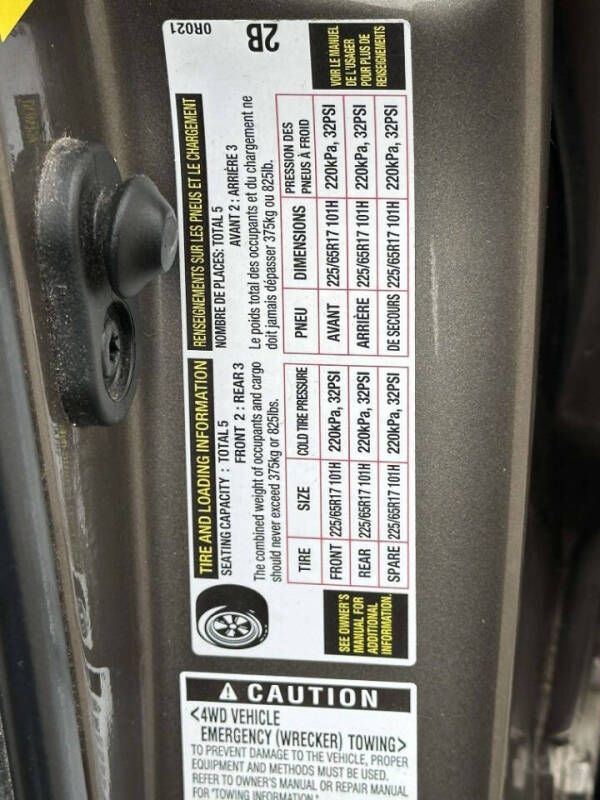 TIRE AND LOADING INFORMATION
SEATING CAPACITY : TOTAL 5
FRONT 2 : REAR 3
The combined weight of occupants and cargo
should never exceed 375kg or 825lbs.
TIRE SIZE COLD TIRE PRESSURE
FRONT 225/65R17 101H 220kPa, 32PSI
REAR 225/65R17 101H 220kPa, 32PSI
SPARE 225/65R17 101H 220kPa, 32PSI
SEE OWNER'S
MANUAL FOR
ADDITIONAL
INFORMATION.
RENSEIGNEMENTS SUR LES PNEUS ET LE CHARGEMENT
NOMBRE DE PLACES: TOTAL 5
AVANT 2 : ARRIÈRE 3
Le poids total des occupants et du chargement ne
doit jamais dépasser 375kg ou 825lb.
PNEU DIMENSIONS PRESSION DES
PNEUS À FROID
AVANT 225/65R17 101H 220kPa, 32PSI
ARRIÈRE 225/65R17 101H 220kPa, 32PSI
DE SECOURS 225/65R17 101H 220kPa, 32PSI
VOIR LE MANUEL
DE L'USAGER
POUR PLUS DE
RENSEIGNEMENTS
0R021
2B
CAUTION
<4WD VEHICLE
EMERGENCY (WRECKER) TOWING>
TO PREVENT DAMAGE TO THE VEHICLE, PROPER
EQUIPMENT AND METHODS MUST BE USED.
REFER TO OWNER'S MANUAL OR REPAIR MANUAL
FOR "TOWING INFORMATION."